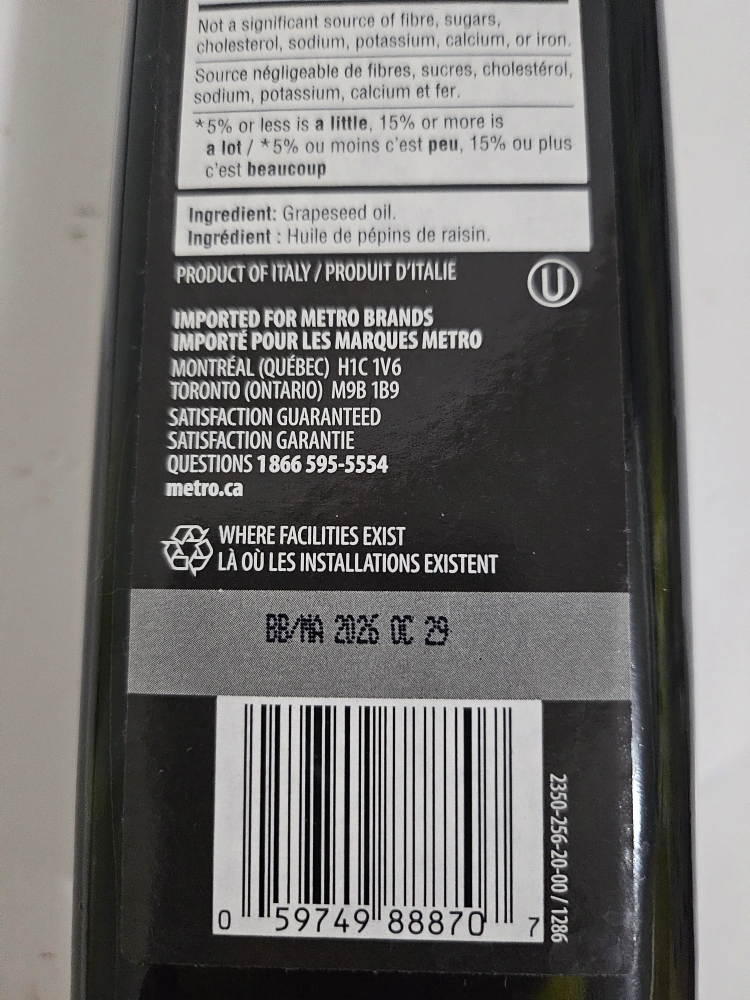 Not a significant source of fibre, sugars,
cholesterol, sodium, potassium, calcium, or iron.
Source négligeable de fibres, sucres, cholestérol,
sodium, potassium, calcium et fer.
*5% or less is a little, 15% or more is
a lot / *5% ou moins c'est peu, 15% ou plus
c'est beaucoup
Ingredient: Grapeseed oil.
Ingrédient : Huile de pépins de raisin.
PRODUCT OF ITALY / PRODUIT D'ITALIE
U
IMPORTED FOR METRO BRANDS
IMPORTÉ POUR LES MARQUES METRO
MONTRÉAL (QUÉBEC) H1C 1V6
TORONTO (ONTARIO) M9B 1B9
SATISFACTION GUARANTEED
SATISFACTION GARANTIE
QUESTIONS 1 866 595-5554
metro.ca
WHERE FACILITIES EXIST
LÀ OÙ LES INSTALLATIONS EXISTENT
BB/MA 2026 OC 29
0 59749 88870 7
2350-256-20-00 / 1286